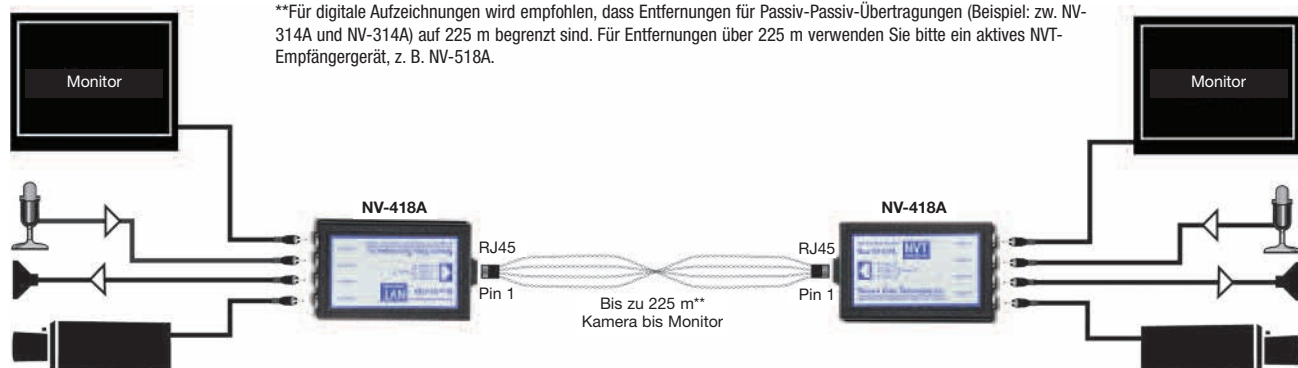 **Für digitale Aufzeichnungen wird empfohlen, dass Entfernungen für Passiv-Passiv-Übertragungen (Beispiel: zw. NV-
314A und NV-314A) auf 225 m begrenzt sind. Für Entfernungen über 225 m verwenden Sie bitte ein aktives NVT-
Empfängergerät, z. B. NV-518A.
Monitor
Monitor
NV-418A
NV-418A
RJ45
RJ45
NVT
NVT
Pin 1
Pin 1
Bis zu 225 m**
Kamera bis Monitor